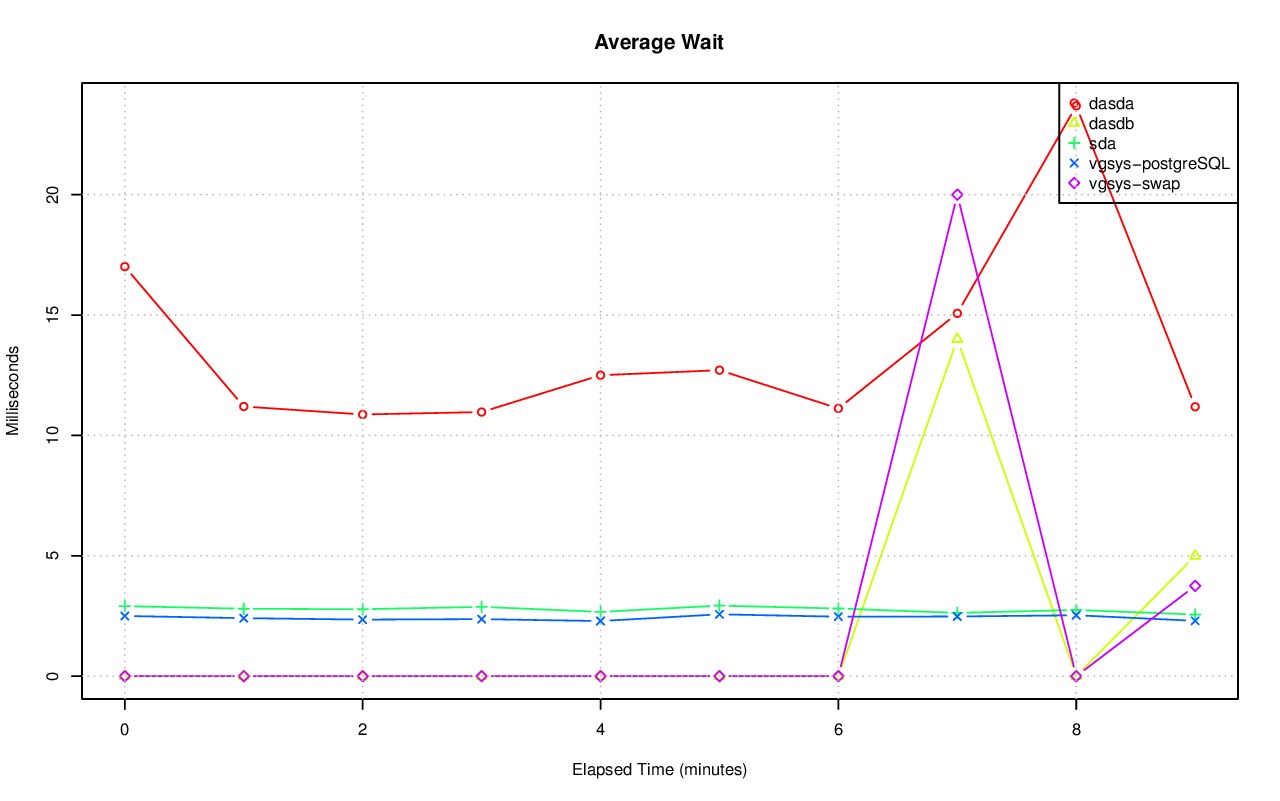 Average Wait
dasda
dasdb
sda
vgsys-postgreSQL
vgsys-swap
Milliseconds
20
15
10
5
0
0 2 4 6 8
Elapsed Time (minutes)